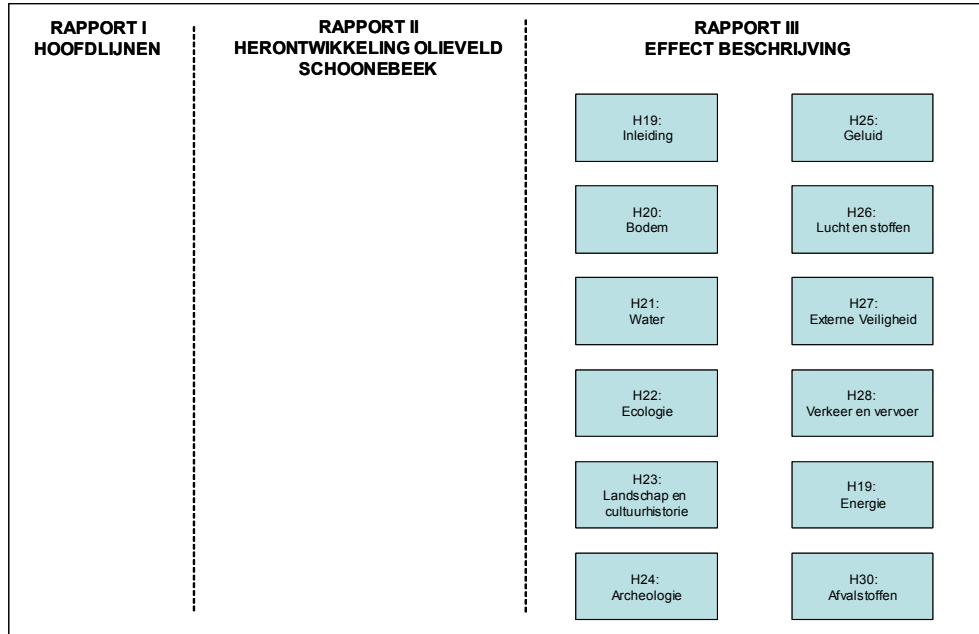 RAPPORT I
HOOFDLIJNEN
RAPPORT II
HERONTWIKKELING OLIEVELD
SCHOONEBEEK
RAPPORT III
EFFECT BESCHRIJVING
H19:
Inleiding
H20:
Bodem
H21:
Water
H22:
Ecologie
H23:
Landschap en
cultuurhistorie
H24:
Archeologie
H25:
Geluid
H26:
Lucht en stoffen
H27:
Externe Veiligheid
H28:
Verkeer en vervoer
H19:
Energie
H30:
Afvalstoffen